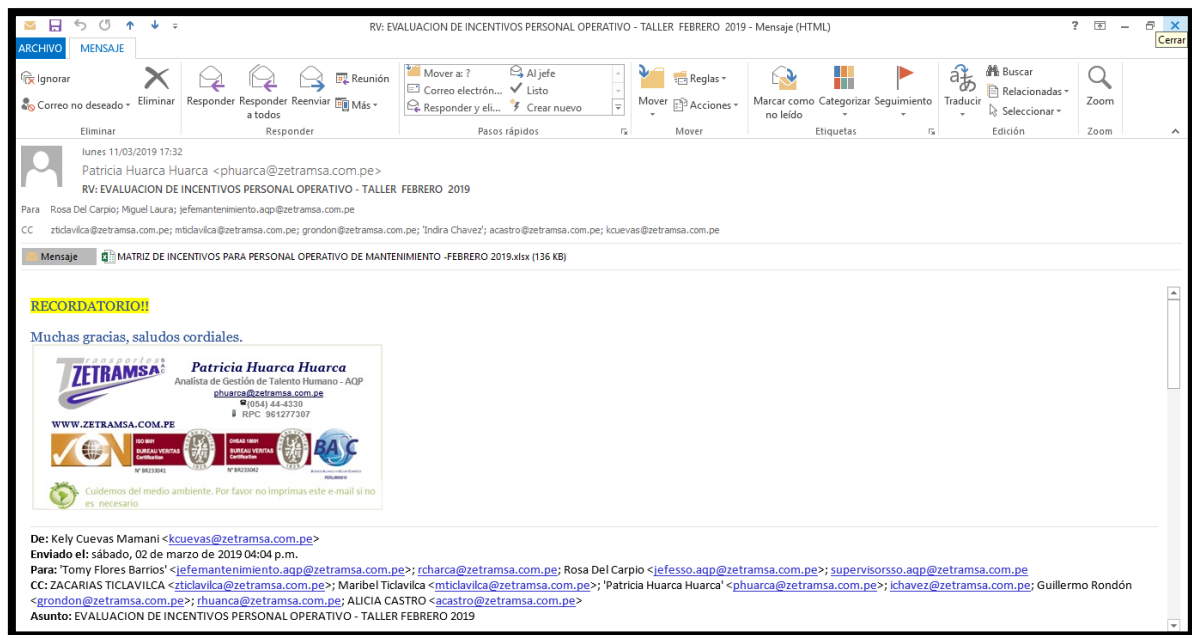 RV: EVALUACION DE INCENTIVOS PERSONAL OPERATIVO - TALLER FEBRERO 2019 - Mensaje (HTML)
Cerrar
ARCHIVO MENSAJE
Ignorar
Correo no deseado
Eliminar
Responder Responder a todos Reenviar
Reunión
Más
Mover a: ?
Correo electrón...
Responder y eli...
Al jefe
Listo
Crear nuevo
Mover
Reglas
Acciones
Marcar como no leído
Categorizar
Seguimiento
Traducir
Buscar
Relacionadas
Seleccionar
Zoom
Eliminar Responder Pasos rápidos Mover Etiquetas Edición Zoom
lunes 11/03/2019 17:32
Patricia Huarca Huarca <phuarca@zetramsa.com.pe>
RV: EVALUACION DE INCENTIVOS PERSONAL OPERATIVO - TALLER FEBRERO 2019
Para Rosa Del Carpio; Miguel Laura; jefemantenimiento.aqp@zetramsa.com.pe
CC zticlavilca@zetramsa.com.pe; mticlavilca@zetramsa.com.pe; grondon@zetramsa.com.pe; 'Indira Chavez'; acastro@zetramsa.com.pe; kcuevas@zetramsa.com.pe
Mensaje MATRIZ DE INCENTIVOS PARA PERSONAL OPERATIVO DE MANTENIMIENTO -FEBRERO 2019.xlsx (136 KB)
RECORDATORIO!!
Muchas gracias, saludos cordiales.
Transportes
ZETRAMSA SAC
Patricia Huarca Huarca
Analista de Gestión de Talento Humano - AQP
phuarca@zetramsa.com.pe
(054) 44-4330
RPC 961277307
WWW.ZETRAMSA.COM.PE
ISO 9001
BUREAU VERITAS
Certification
N° BR233041
OHSAS 18001
BUREAU VERITAS
Certification
N° BR233042
BASC
Cuidemos del medio ambiente. Por favor no imprimas este e-mail si no
es necesario
De: Kely Cuevas Mamani <kcuevas@zetramsa.com.pe>
Enviado el: sábado, 02 de marzo de 2019 04:04 p.m.
Para: 'Tomy Flores Barrios' <jefemantenimiento.aqp@zetramsa.com.pe>; rcharca@zetramsa.com.pe; Rosa Del Carpio <jefesso.aqp@zetramsa.com.pe>; supervisorsso.aqp@zetramsa.com.pe
CC: ZACARIAS TICLAVILCA <zticlavilca@zetramsa.com.pe>; Maribel Ticlavilca <mticlavilca@zetramsa.com.pe>; 'Patricia Huarca Huarca' <phuarca@zetramsa.com.pe>; ichavez@zetramsa.com.pe; Guillermo Rondón
<grondon@zetramsa.com.pe>; rhuanca@zetramsa.com.pe; ALICIA CASTRO <acastro@zetramsa.com.pe>
Asunto: EVALUACION DE INCENTIVOS PERSONAL OPERATIVO - TALLER FEBRERO 2019